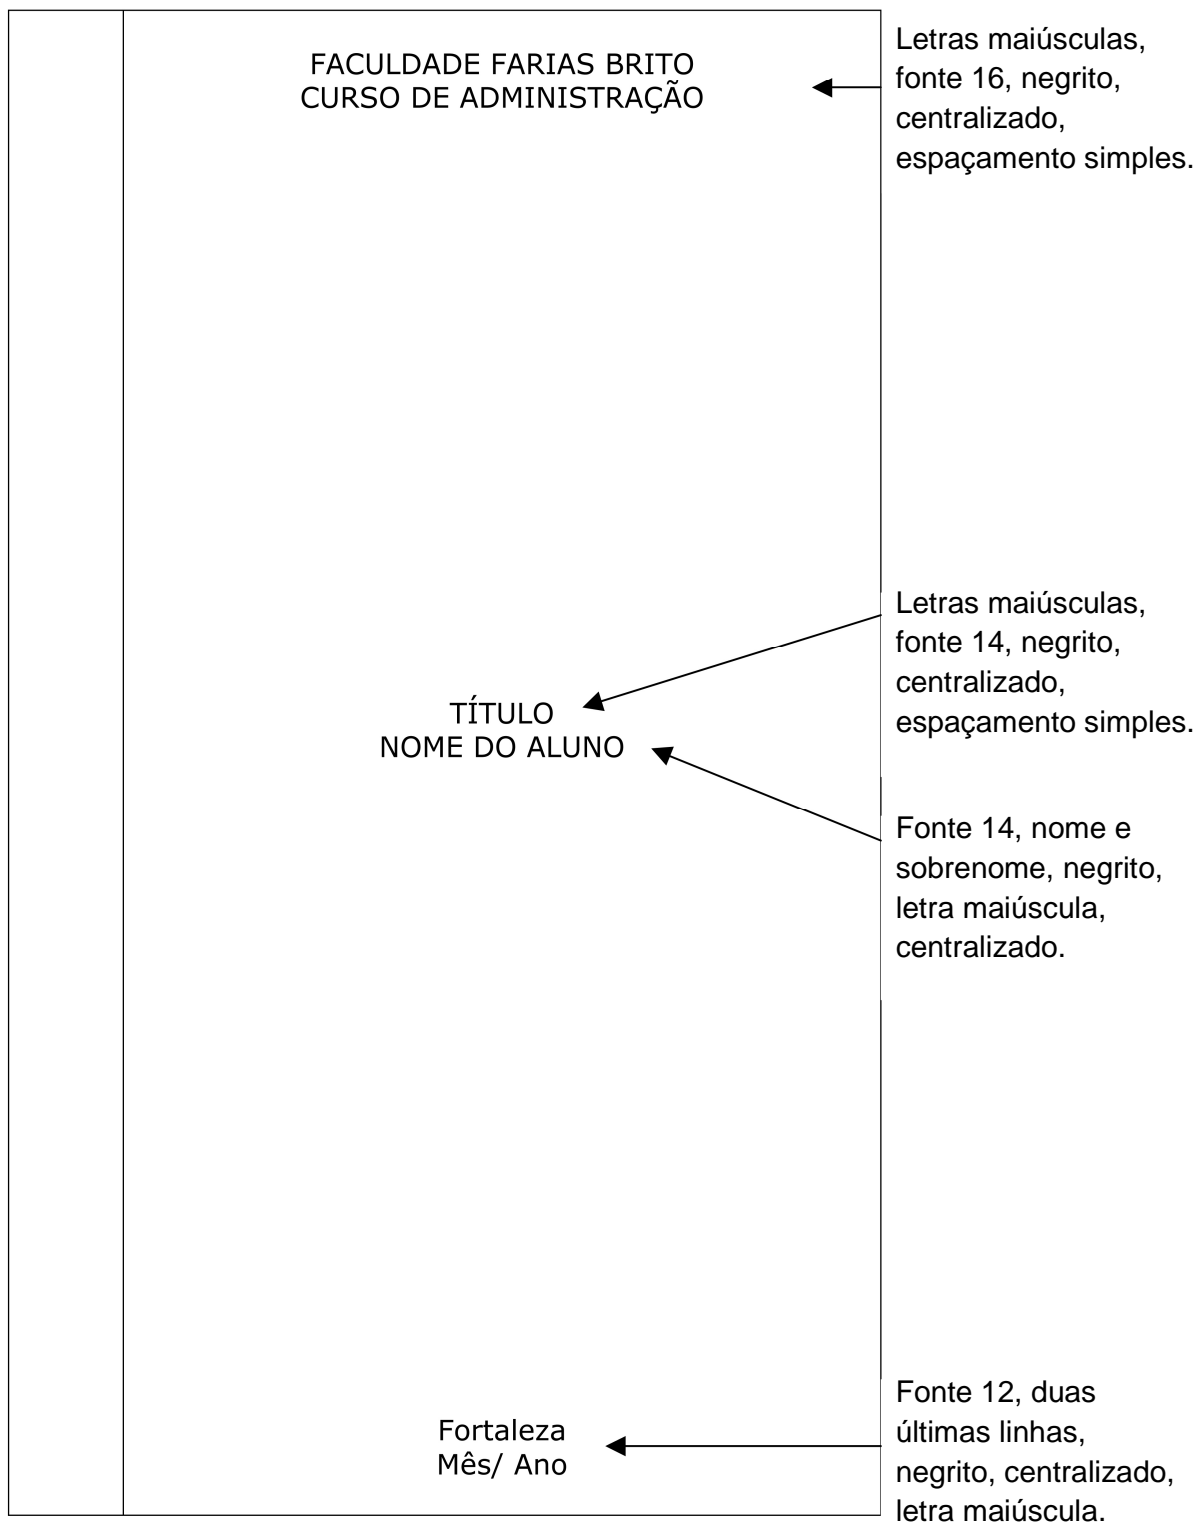 FACULDADE FARIAS BRITO
CURSO DE ADMINISTRAÇÃO
Letras maiúsculas,
fonte 16, negrito,
centralizado,
espaçamento simples.
TÍTULO
NOME DO ALUNO
Letras maiúsculas,
fonte 14, negrito,
centralizado,
espaçamento simples.
Fonte 14, nome e
sobrenome, negrito,
letra maiúscula,
centralizado.
Fortaleza
Mês/ Ano
Fonte 12, duas
últimas linhas,
negrito, centralizado,
letra maiúscula.